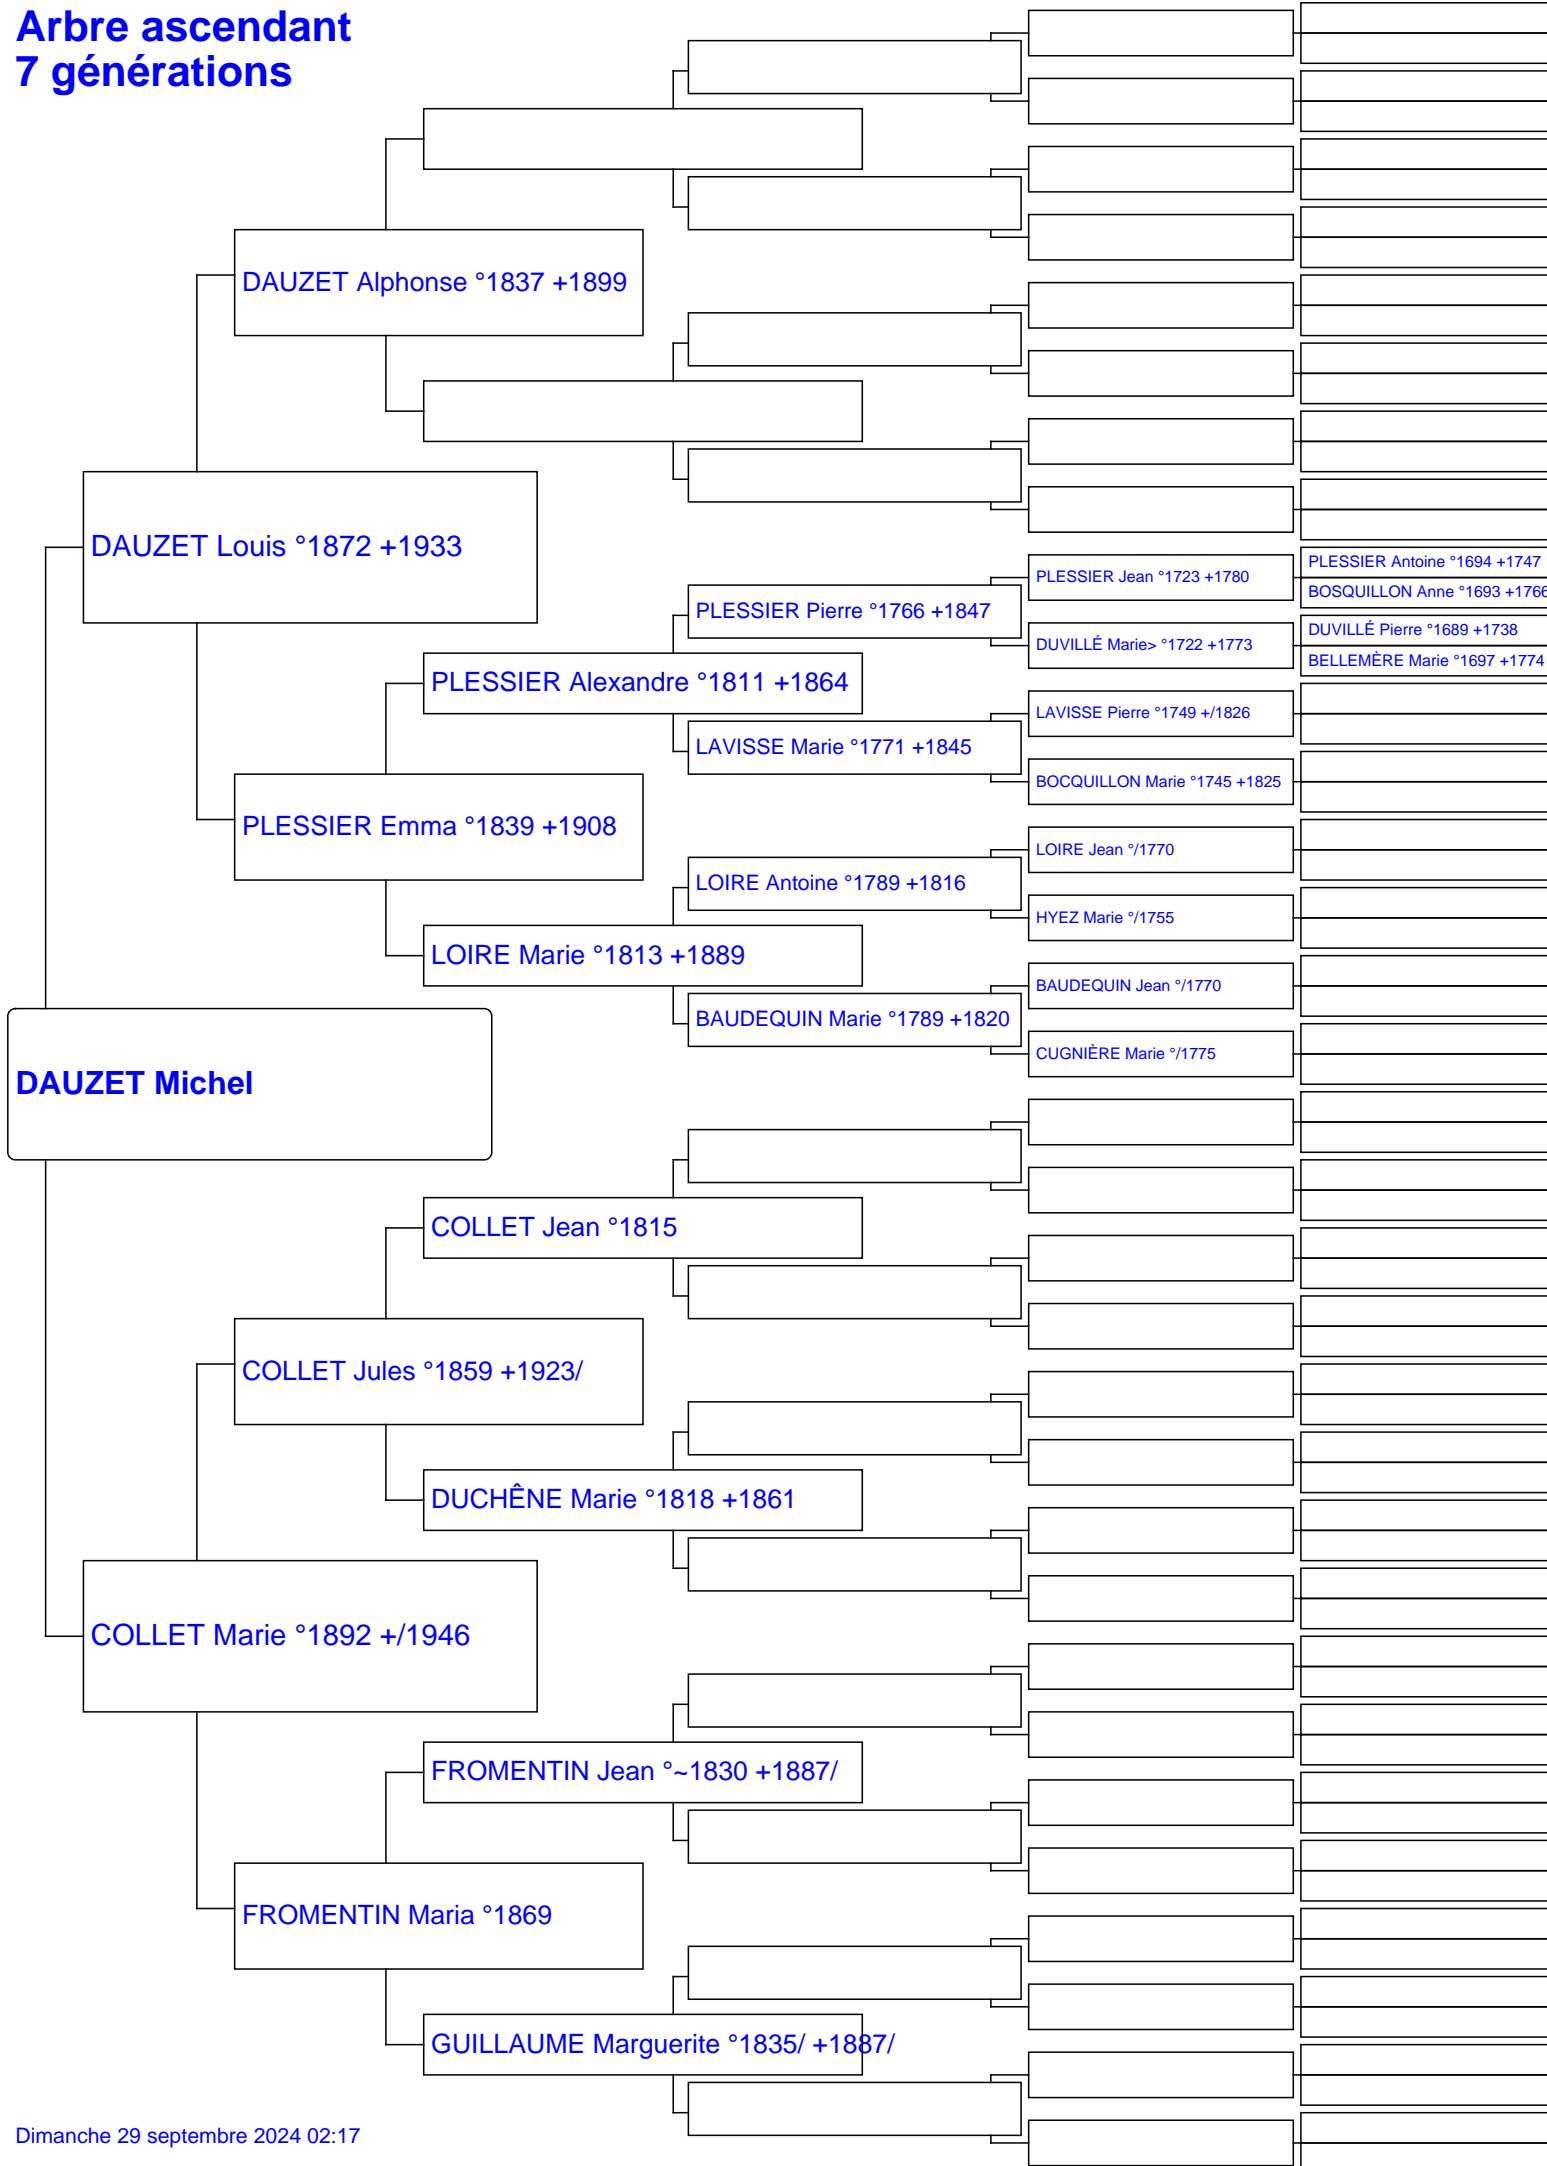 Arbre ascendant
7 générations
DAUZET Alphonse °1837 +1899
DAUZET Louis °1872 +1933
PLESSIER Antoine °1694 +1747
PLESSIER Jean °1723 +1780
BOSQUILLON Anne °1693 +1766
PLESSIER Pierre °1766 +1847
DUVILLÉ Pierre °1689 +1738
DUVILLÉ Marie> °1722 +1773
BELLEMÈRE Marie °1697 +1774
PLESSIER Alexandre °1811 +1864
LAVISSE Pierre °1749 +/1826
LAVISSE Marie °1771 +1845
BOCQUILLON Marie °1745 +1825
PLESSIER Emma °1839 +1908
LOIRE Jean °/1770
LOIRE Antoine °1789 +1816
HYEZ Marie °/1755
LOIRE Marie °1813 +1889
BAUDEQUIN Jean °/1770
BAUDEQUIN Marie °1789 +1820
CUGNIÈRE Marie °/1775
DAUZET Michel
COLLET Jean °1815
COLLET Jules °1859 +1923/
DUCHÊNE Marie °1818 +1861
COLLET Marie °1892 +/1946
FROMENTIN Jean °~1830 +1887/
FROMENTIN Maria °1869
GUILLAUME Marguerite °1835/ +1887/
Dimanche 29 septembre 2024 02:17